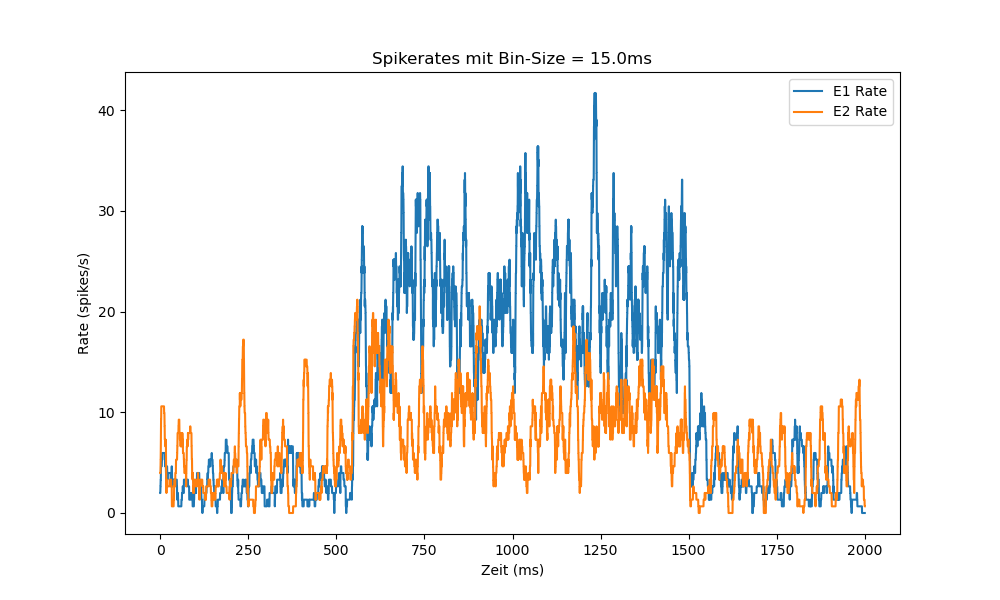 Spikerates mit Bin-Size = 15.0ms
E1 Rate
E2 Rate
Rate (spikes/s)
40
30
20
10
0
0 250 500 750 1000 1250 1500 1750 2000
Zeit (ms)